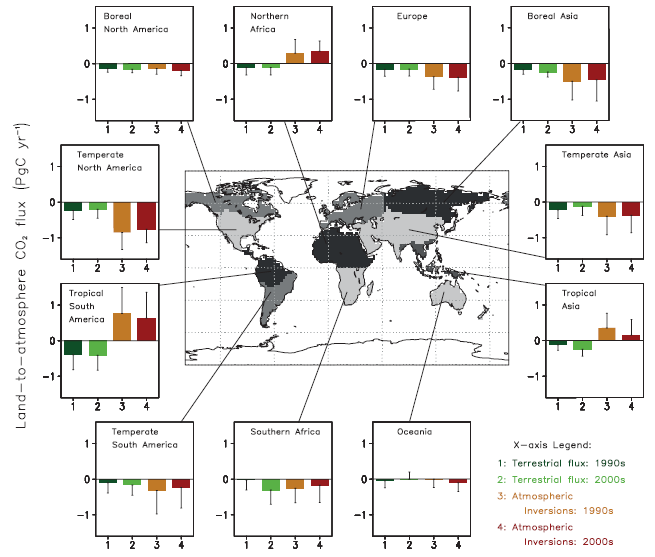 Boreal
North America
1
0
-1
1 2 3 4
Northern
Africa
1
0
-1
1 2 3 4
Europe
1
0
-1
1 2 3 4
Boreal Asia
1
0
-1
1 2 3 4
Land-to-atmosphere CO₂ flux (PgC yr⁻¹)
Temperate
North America
1
0
-1
1 2 3 4
Temperate Asia
1
0
-1
1 2 3 4
Tropical
South
America
1
0
-1
1 2 3 4
Tropical
Asia
1
0
-1
1 2 3 4
Temperate
South America
1
0
-1
1 2 3 4
Southern Africa
1
0
-1
1 2 3 4
Oceania
1
0
-1
1 2 3 4
X-axis Legend:
1: Terrestrial flux: 1990s
2: Terrestrial flux: 2000s
3: Atmospheric
Inversions: 1990s
4: Atmospheric
Inversions: 2000s